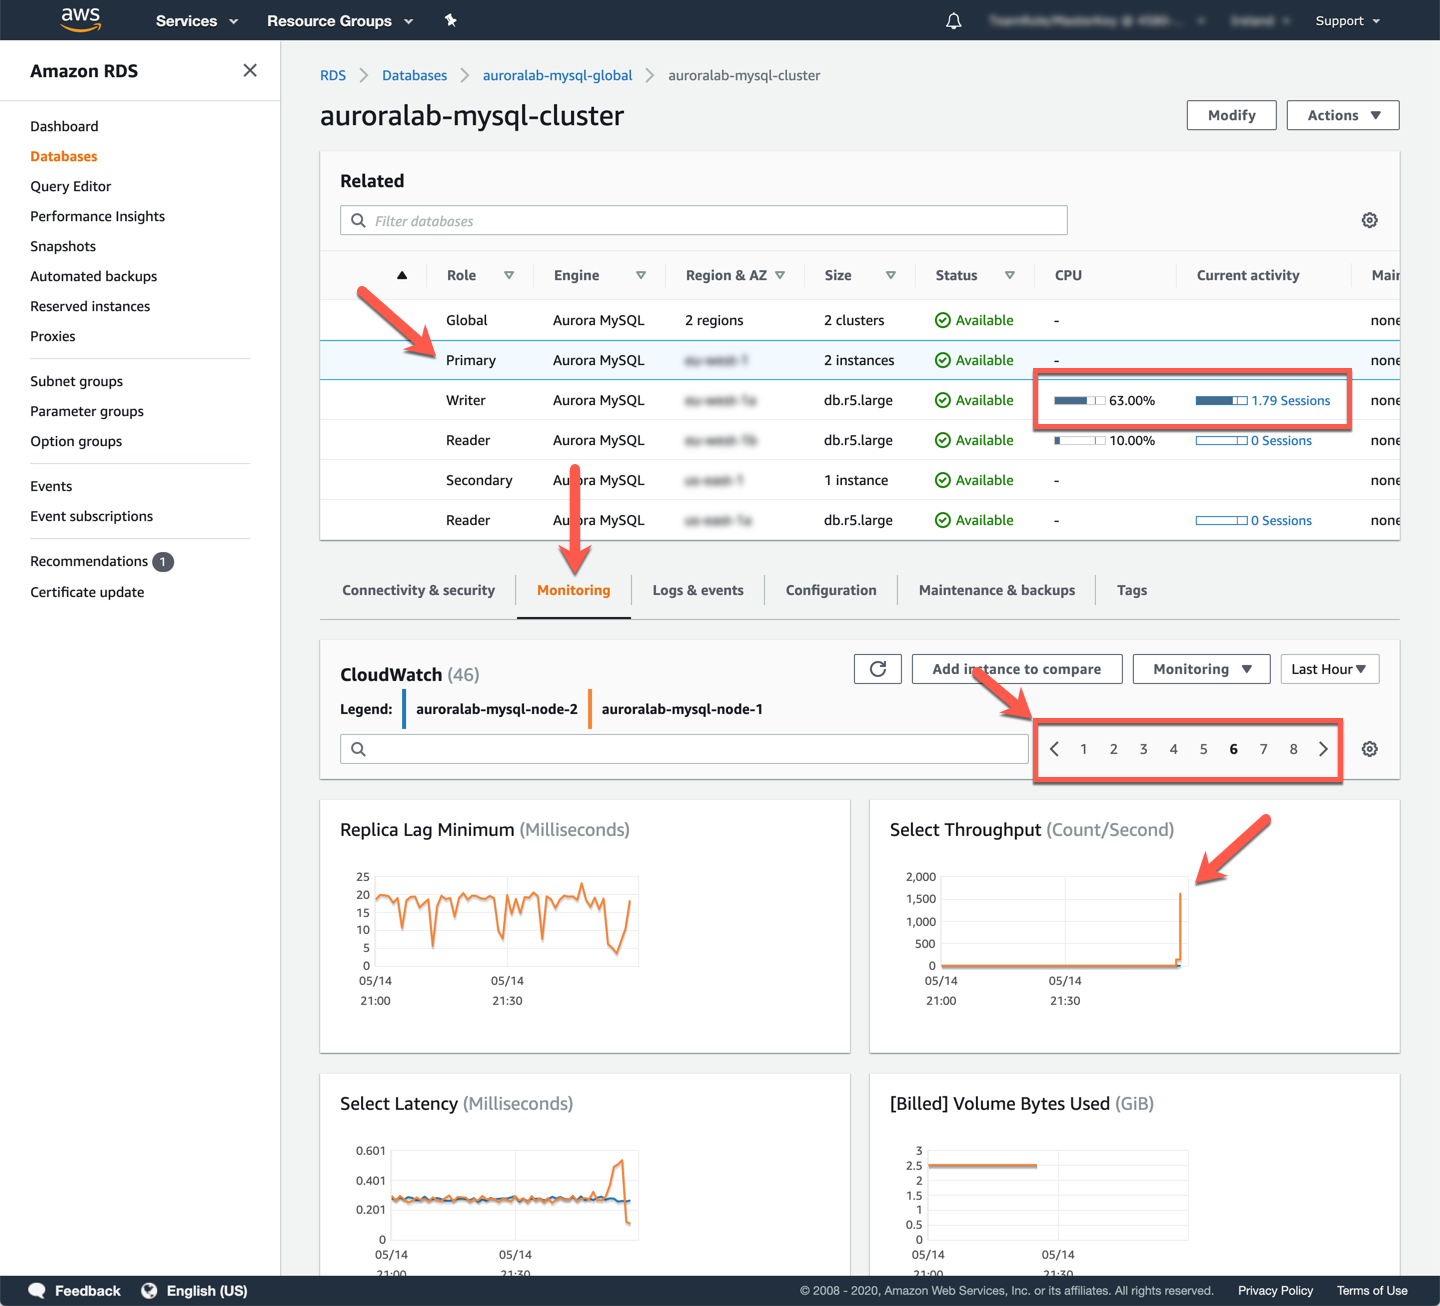 aws
Services
Resource Groups
Support
Amazon RDS
Dashboard
Databases
Query Editor
Performance Insights
Snapshots
Automated backups
Reserved instances
Proxies
Subnet groups
Parameter groups
Option groups
Events
Event subscriptions
Recommendations 1
Certificate update
RDS Databases auroralab-mysql-global auroralab-mysql-cluster
auroralab-mysql-cluster
Modify Actions
Related
Filter databases
Role Engine Region & AZ Size Status CPU Current activity
Global Aurora MySQL 2 regions 2 clusters Available - none
Primary Aurora MySQL 2 instances Available - none
Writer Aurora MySQL db.r5.large Available 63.00% 1.79 Sessions none
Reader Aurora MySQL db.r5.large Available 10.00% 0 Sessions none
Secondary Aurora MySQL 1 instance Available - none
Reader Aurora MySQL db.r5.large Available - 0 Sessions none
Connectivity & security Monitoring Logs & events Configuration Maintenance & backups Tags
CloudWatch (46)
Add instance to compare Monitoring Last Hour
Legend: auroralab-mysql-node-2 auroralab-mysql-node-1
1 2 3 4 5 6 7 8
Replica Lag Minimum (Milliseconds)
25
20
15
10
5
0
05/14 05/14
21:00 21:30
Select Throughput (Count/Second)
2,000
1,500
1,000
500
0
05/14 05/14
21:00 21:30
Select Latency (Milliseconds)
0.601
0.401
0.201
0
05/14 05/14
21:00 21:30
[Billed] Volume Bytes Used (GiB)
3
2.5
2
1.5
1
0.5
0
05/14 05/14
21:00 21:30
Feedback English (US) © 2008 - 2020, Amazon Web Services, Inc. or its affiliates. All rights reserved. Privacy Policy Terms of Use